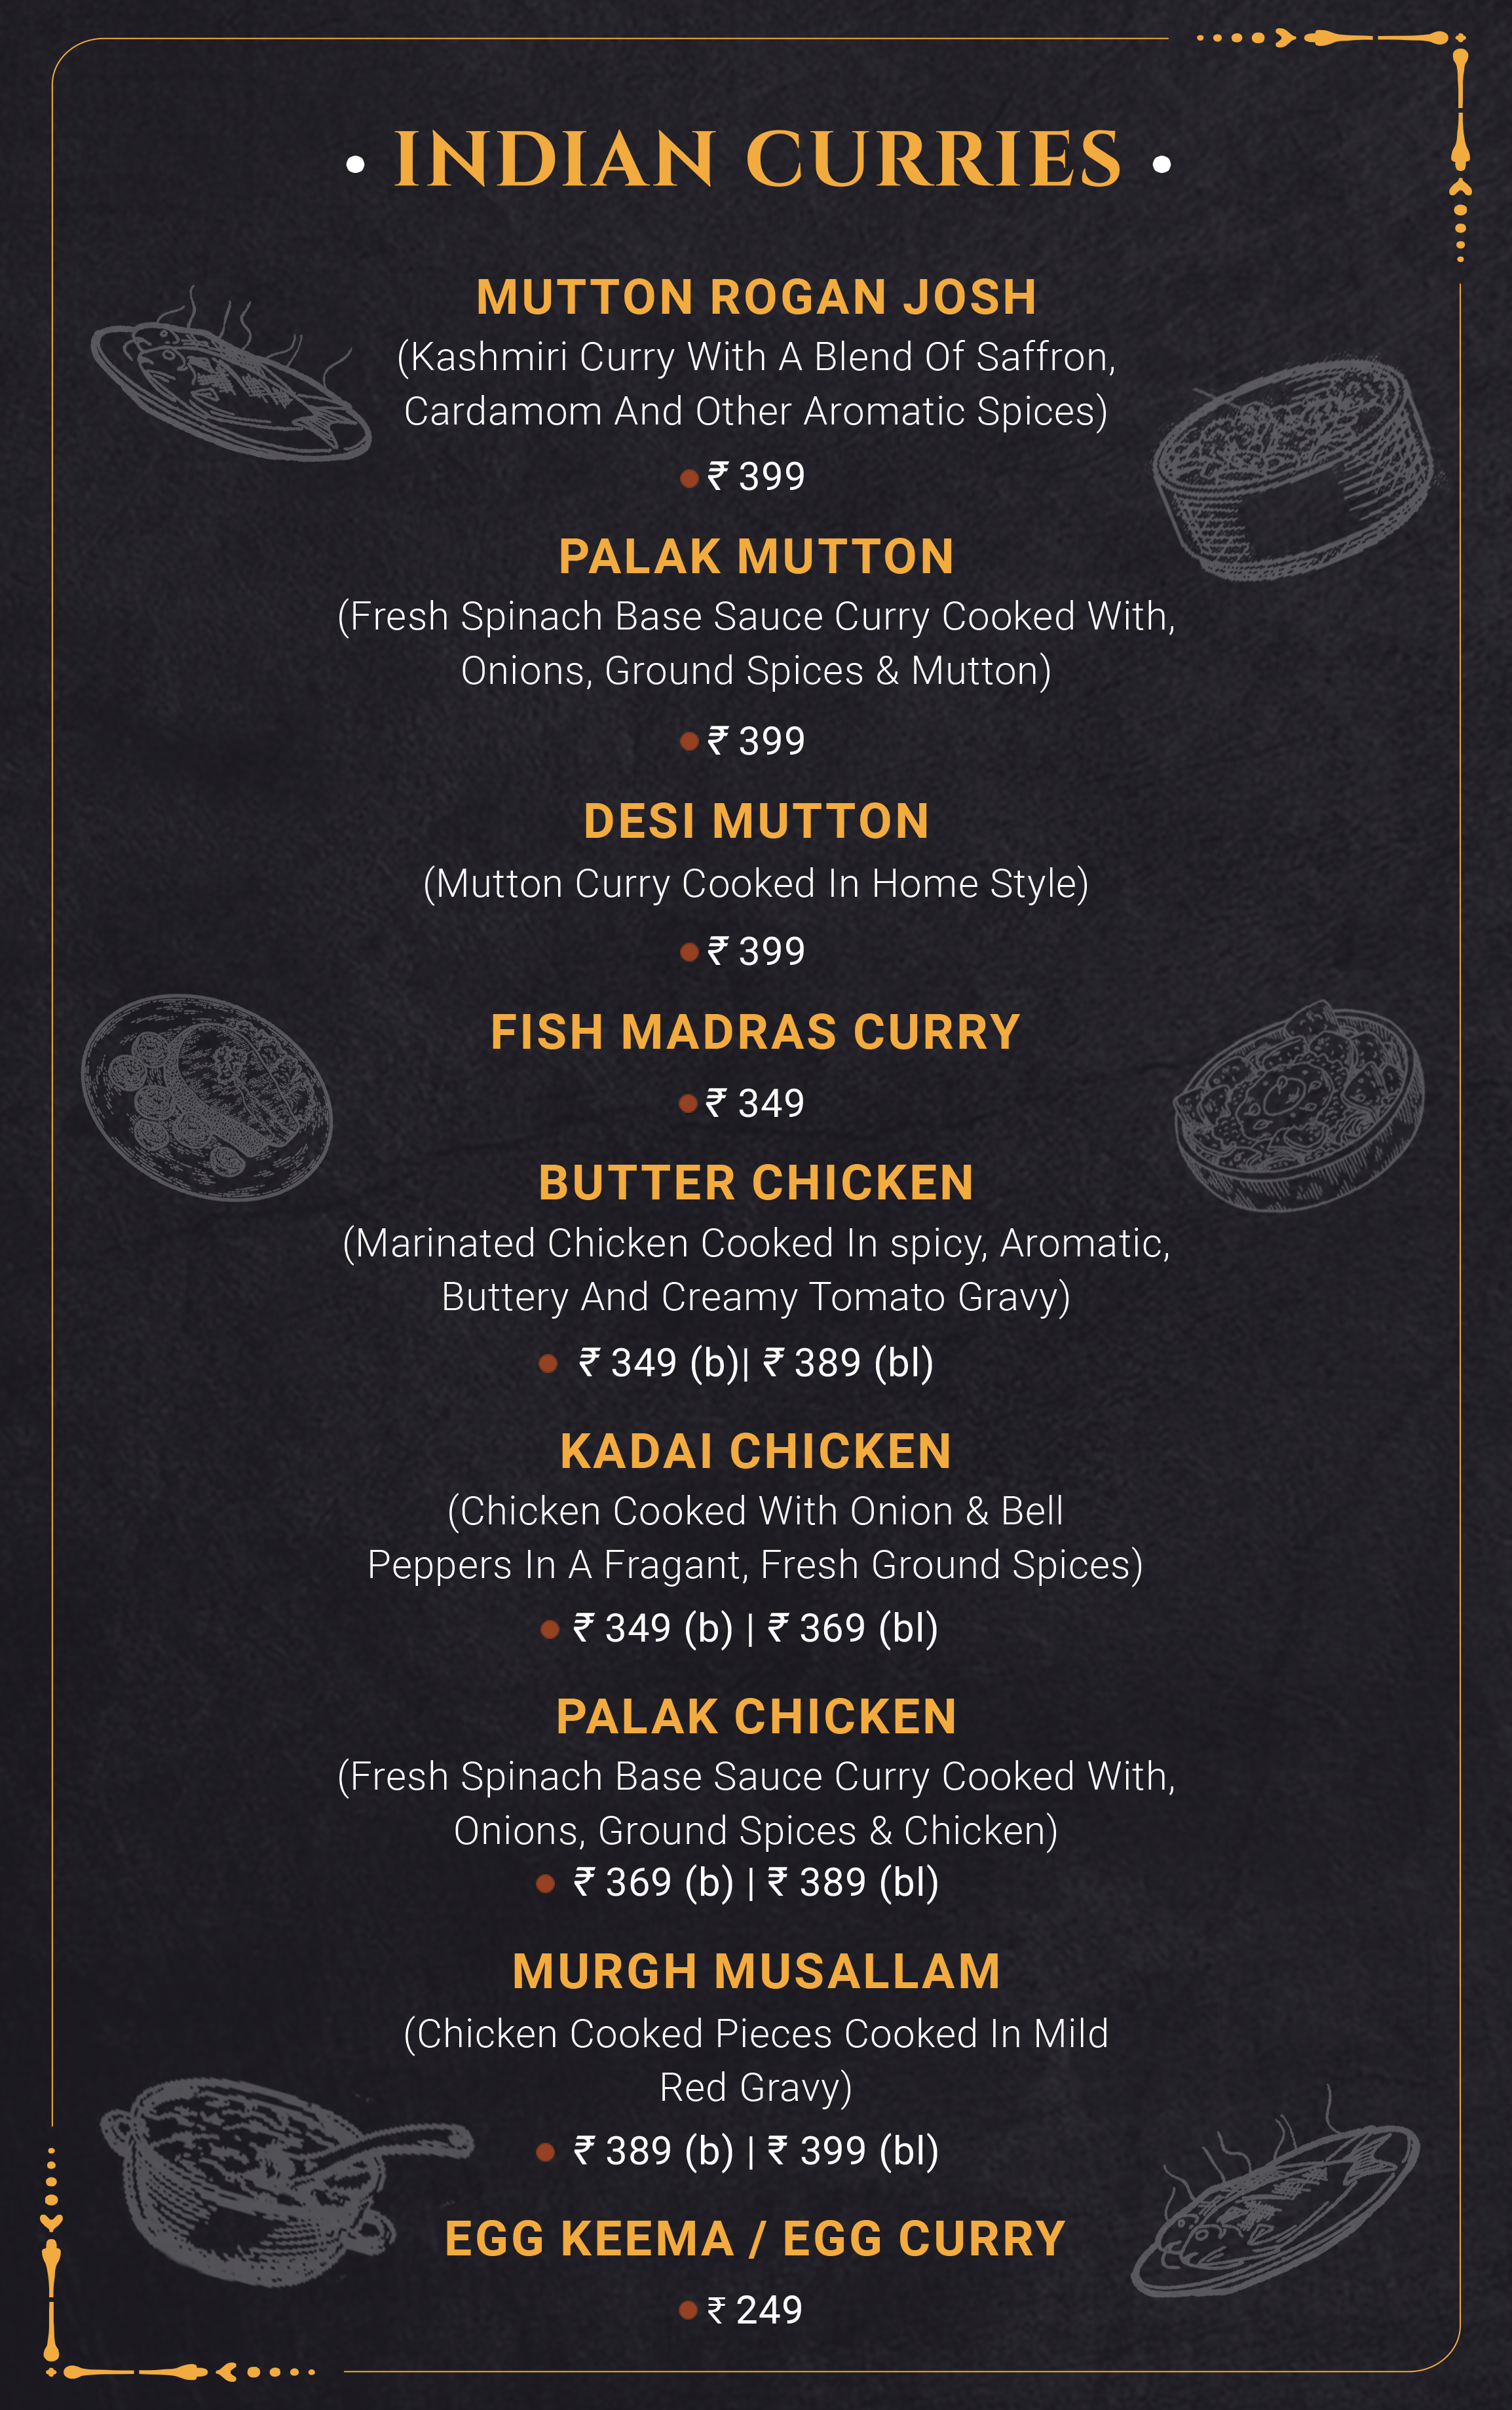 • INDIAN CURRIES •
MUTTON ROGAN JOSH
(Kashmiri Curry With A Blend Of Saffron,
Cardamom And Other Aromatic Spices)
₹ 399
PALAK MUTTON
(Fresh Spinach Base Sauce Curry Cooked With,
Onions, Ground Spices & Mutton)
₹ 399
DESI MUTTON
(Mutton Curry Cooked In Home Style)
₹ 399
FISH MADRAS CURRY
₹ 349
BUTTER CHICKEN
(Marinated Chicken Cooked In spicy, Aromatic,
Buttery And Creamy Tomato Gravy)
₹ 349 (b)| ₹ 389 (bl)
KADAI CHICKEN
(Chicken Cooked With Onion & Bell
Peppers In A Fragant, Fresh Ground Spices)
₹ 349 (b) | ₹ 369 (bl)
PALAK CHICKEN
(Fresh Spinach Base Sauce Curry Cooked With,
Onions, Ground Spices & Chicken)
₹ 369 (b) | ₹ 389 (bl)
MURGH MUSALLAM
(Chicken Cooked Pieces Cooked In Mild
Red Gravy)
₹ 389 (b) | ₹ 399 (bl)
EGG KEEMA / EGG CURRY
₹ 249